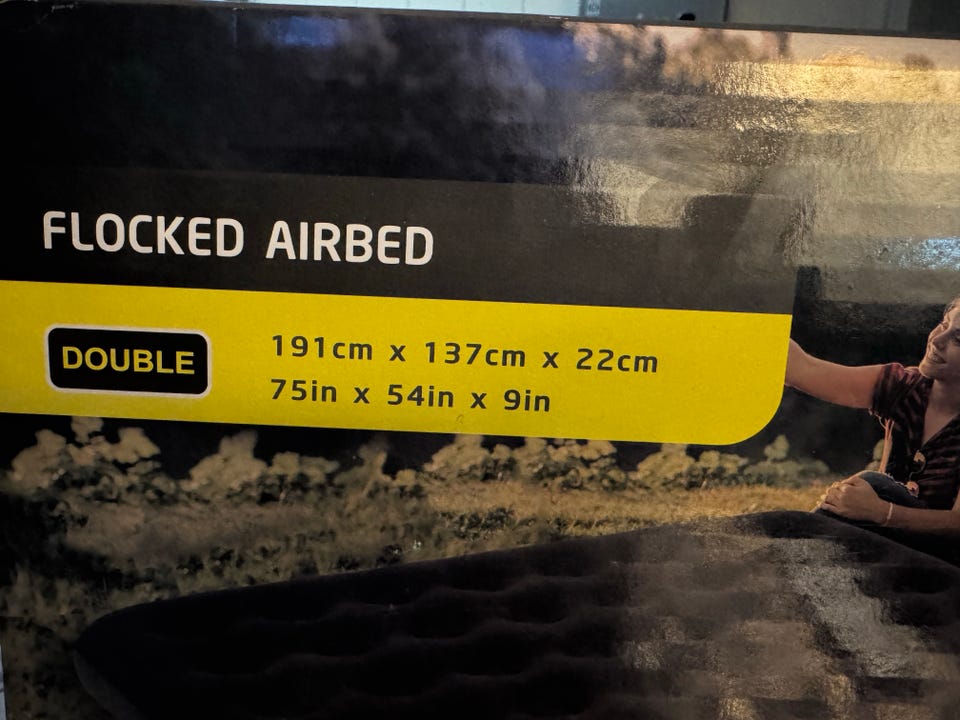 FLOCKED AIRBED
DOUBLE
191cm x 137cm x 22cm
75in x 54in x 9in